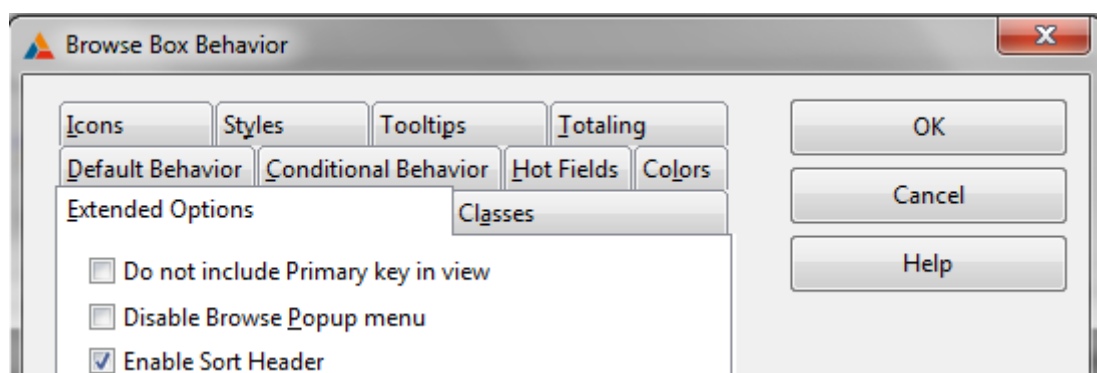 Browse Box Behavior
Icons Styles Tooltips Totaling
Default Behavior Conditional Behavior Hot Fields Colors
Extended Options Classes
Do not include Primary key in view
Disable Browse Popup menu
Enable Sort Header
OK
Cancel
Help